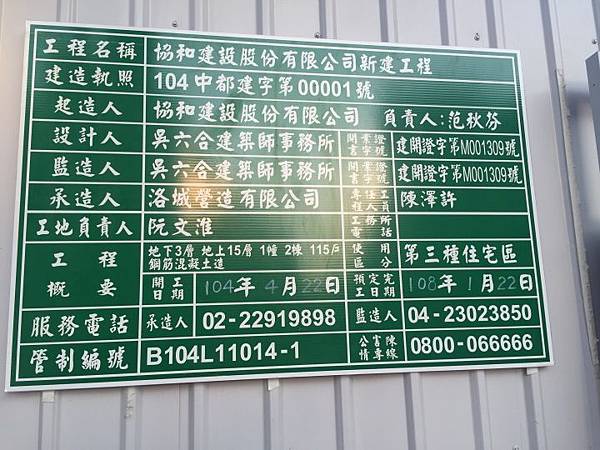 工程名稱 協和建設股份有限公司新建工程
建造執照 104中都建字第00001號
起造人 協和建設股份有限公司 負責人:范秋芬
設計人 吳六合建築師事務所 開業證書字號 建開證字第M001309號
監造人 吳六合建築師事務所 開業證書字號 建開證字第M001309號
承造人 洛城營造有限公司 專任工程人員 陳澤許
工地負責人 阮文淮 工務所電話
工程概要 地下3層 地上15層 1幢 2棟 115戶
鋼筋混凝土造 使用分區 第三種住宅區
開工日期 104年4月22日 預定完工日期 108年1月22日
服務電話 承造人 02-22919898 監造人 04-23023850
管制編號 B104L11014-1 公害陳情專線 0800-066666